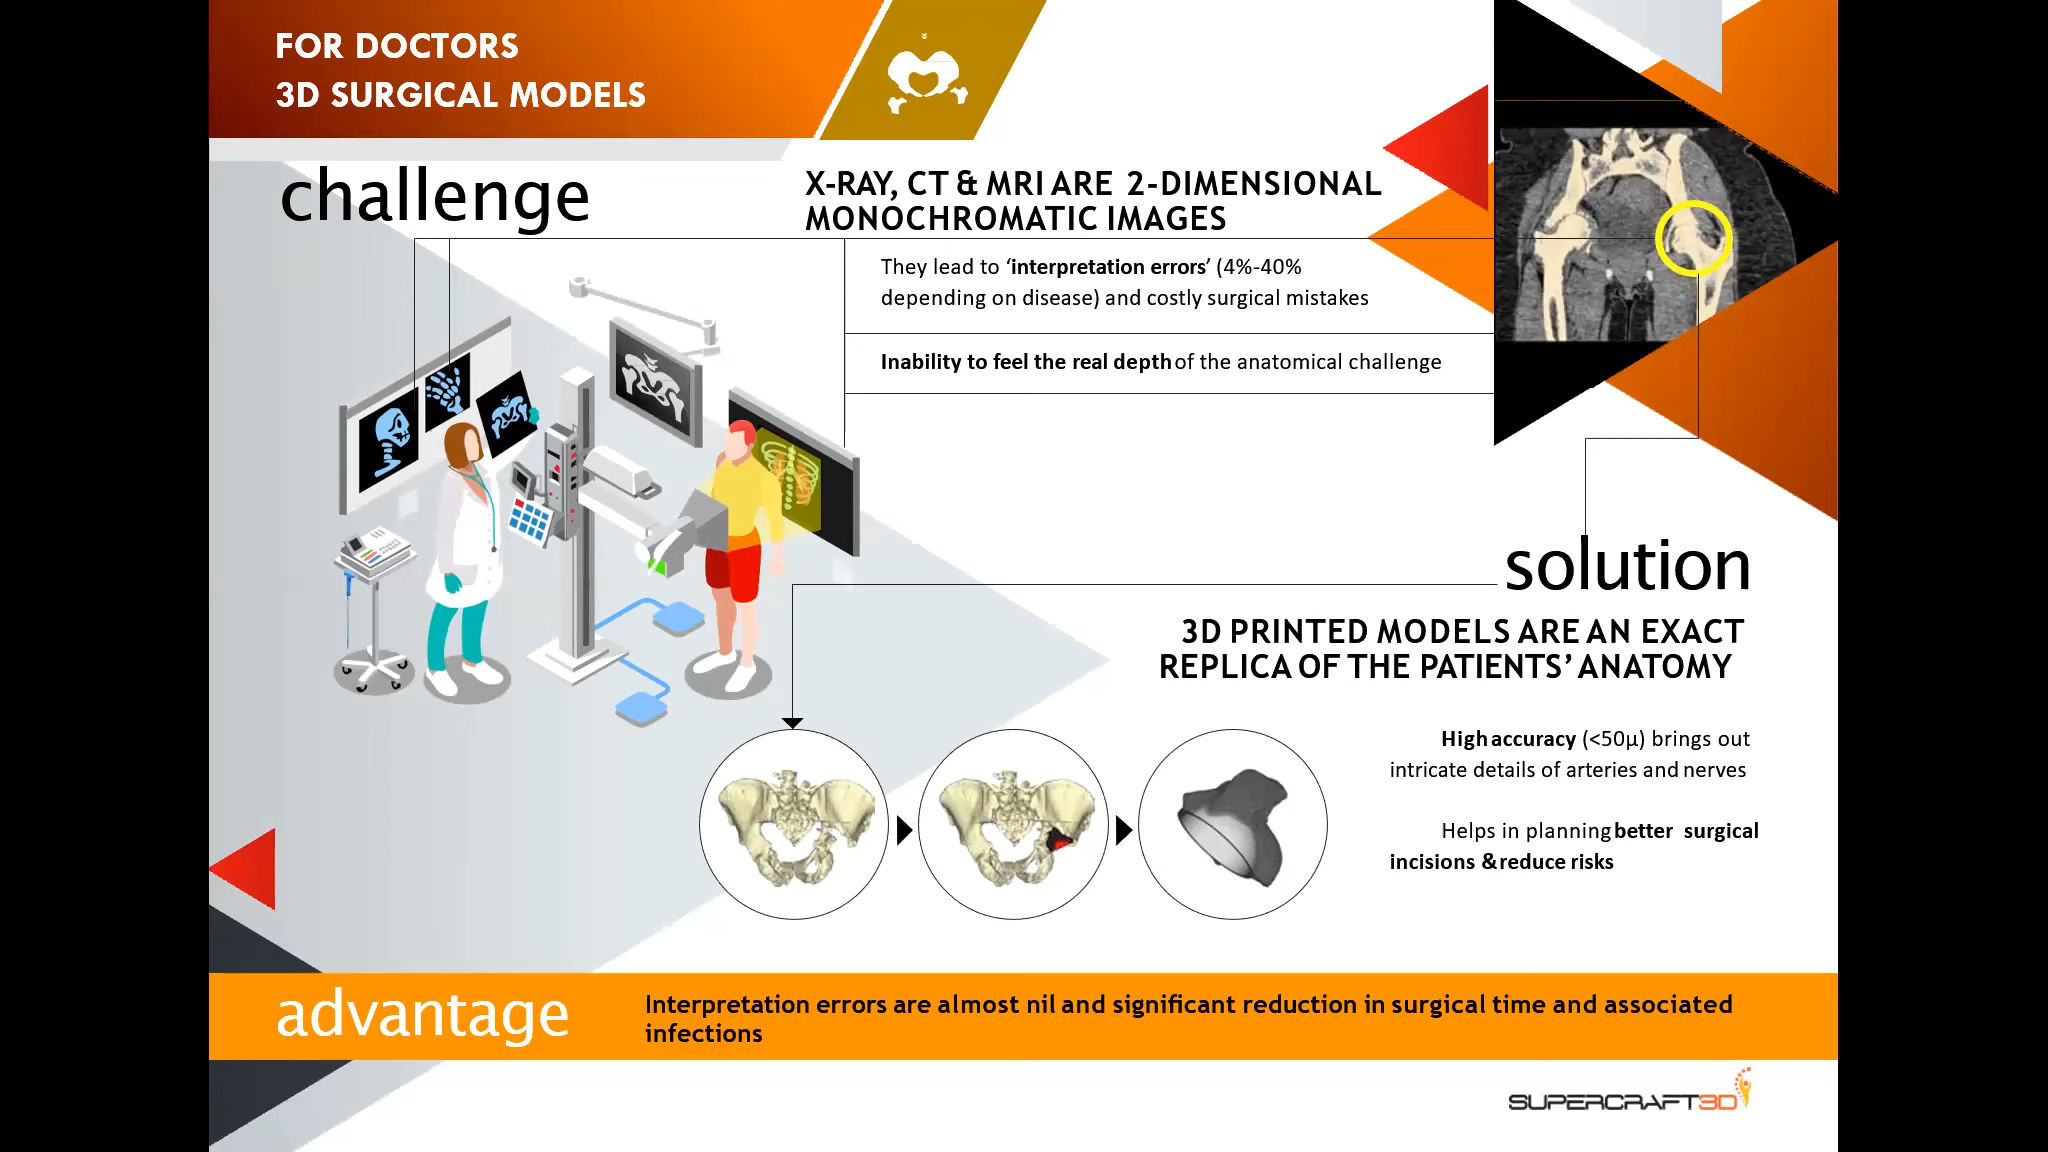 FOR DOCTORS
3D SURGICAL MODELS
challenge
X-RAY, CT & MRI ARE 2-DIMENSIONAL
MONOCHROMATIC IMAGES
They lead to ‘interpretation errors’ (4%-40%
depending on disease) and costly surgical mistakes
Inability to feel the real depth of the anatomical challenge
solution
3D PRINTED MODELS ARE AN EXACT
REPLICA OF THE PATIENTS’ ANATOMY
High accuracy (<50µ) brings out
intricate details of arteries and nerves
Helps in planning better surgical
incisions & reduce risks
advantage
Interpretation errors are almost nil and significant reduction in surgical time and associated
infections
SUPERCRAFT3D